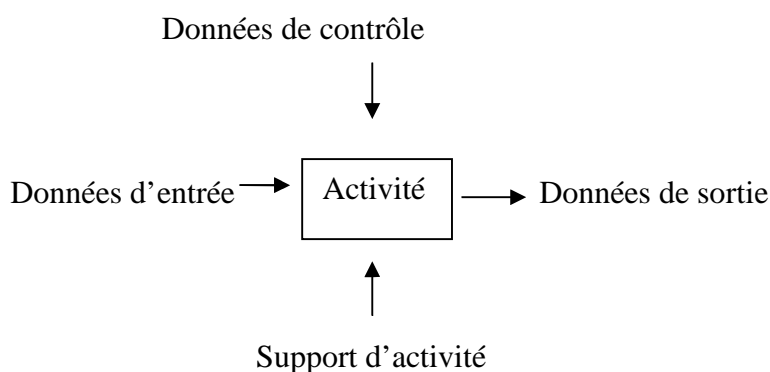 Données de contrôle
Données d’entrée
Activité
Données de sortie
Support d’activité